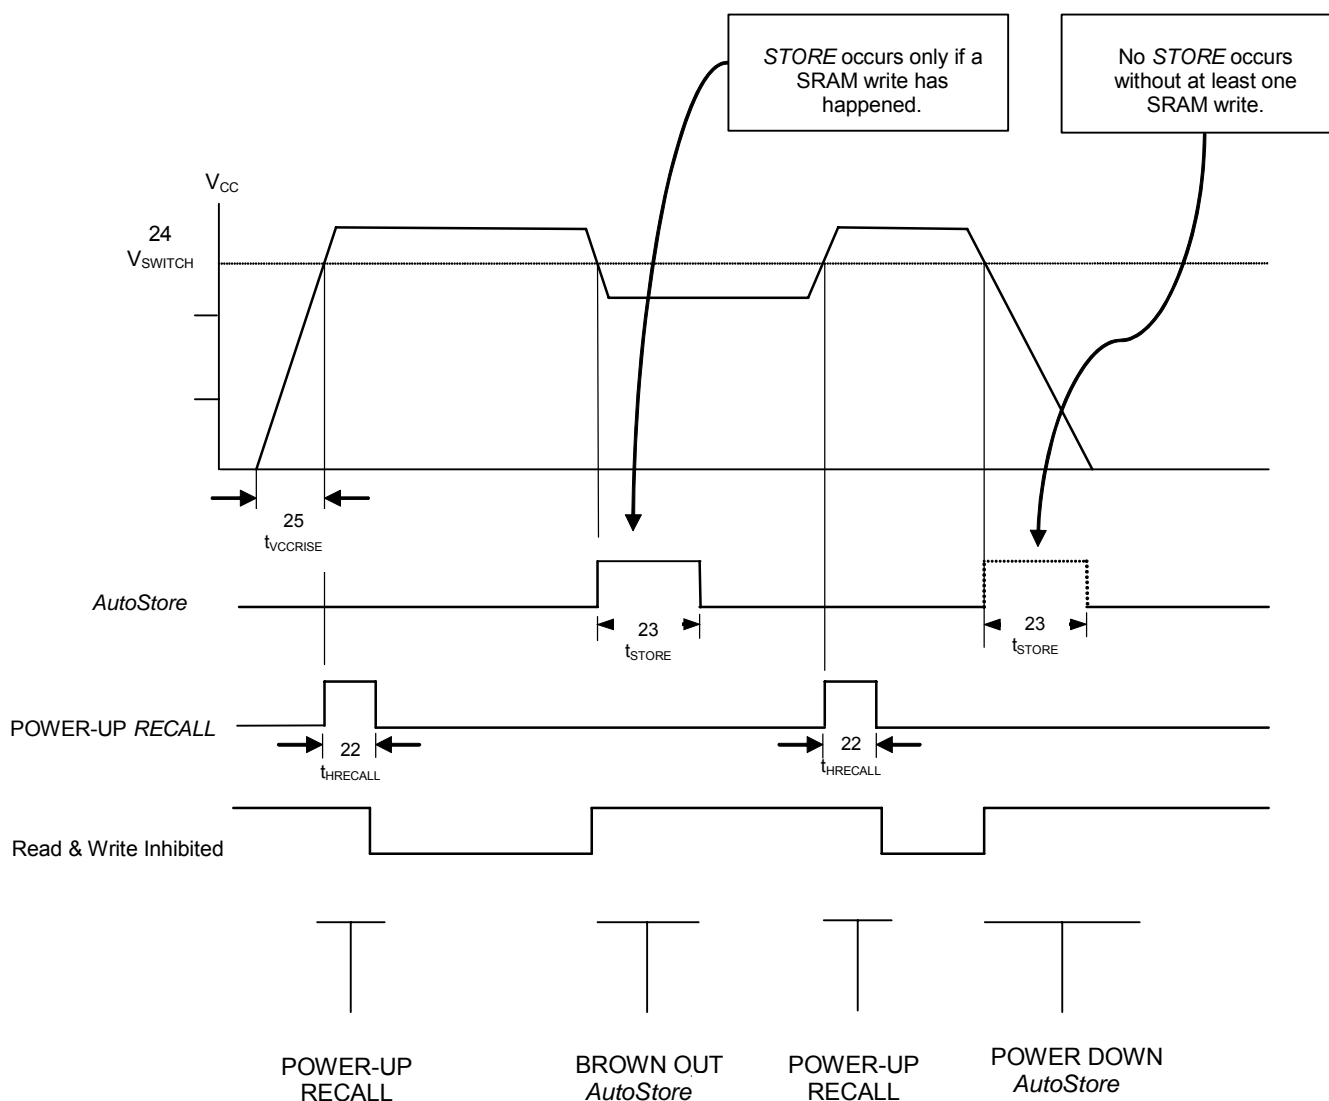 STORE occurs only if a
SRAM write has
happened.
No STORE occurs
without at least one
SRAM write.
VCC
24
VSWITCH
25
tVCCRISE
AutoStore
23
tSTORE
23
tSTORE
POWER-UP RECALL
22
tHRECALL
22
tHRECALL
Read & Write Inhibited
POWER-UP
RECALL
BROWN OUT
AutoStore
POWER-UP
RECALL
POWER DOWN
AutoStore